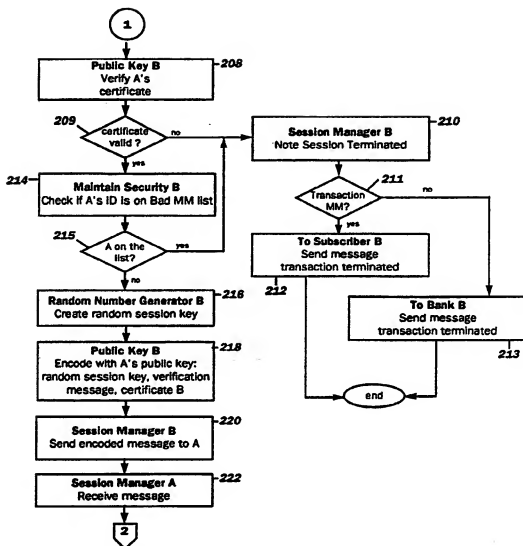 1
Public Key B
Verify A's
certificate
208
209
certificate
valid ?
no
yes
Session Manager B
Note Session Terminated
210
214
Maintain Security B
Check if A's ID is on Bad MM list
Transaction
MM?
211
no
yes
215
A on the
list?
yes
no
To Subscriber B
Send message
transaction terminated
212
Random Number Generator B
Create random session key
216
To Bank B
Send message
transaction terminated
213
Public Key B
Encode with A's public key:
random session key, verification
message, certificate B
218
end
Session Manager B
Send encoded message to A
220
Session Manager A
Receive message
222
2